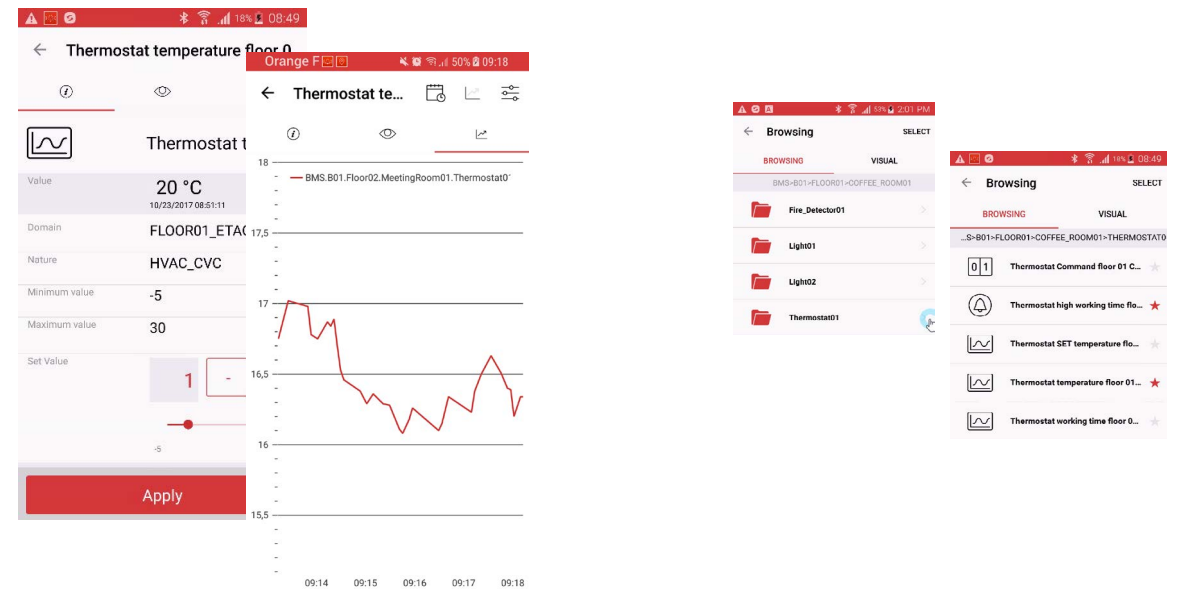 18% 08:49
Thermostat temperature floor 0
Thermostat t
Value
20 °C
10/23/2017 08:51:11
Domain
FLOOR01_ETAG
Nature
HVAC_CVC
Minimum value
-5
Maximum value
30
Set Value
1
-
-5
Apply
Orange F
50% 09:18
Thermostat te...
18
BMS.B01.Floor02.MeetingRoom01.Thermostat0
17,5
17
16,5
16
15,5
09:14 09:15 09:16 09:17 09:18
53% 2:01 PM
Browsing SELECT
BROWSING VISUAL
BMS>B01>FLOOR01>COFFEE_ROOM01
Fire_Detector01
Light01
Light02
Thermostat01
18% 08:49
Browsing SELECT
BROWSING VISUAL
...S>B01>FLOOR01>COFFEE_ROOM01>THERMOSTAT0
0 1 Thermostat Command floor 01 C...
Thermostat high working time flo...
Thermostat SET temperature flo...
Thermostat temperature floor 01...
Thermostat working time floor 0...